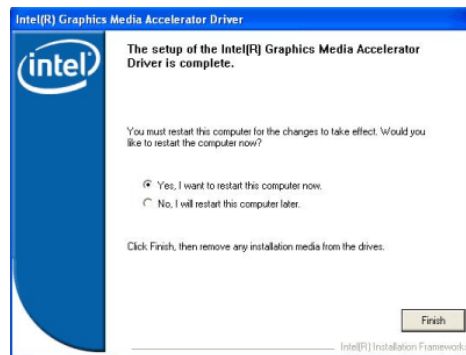 Intel(R) Graphics Media Accelerator Driver
intel
The setup of the Intel(R) Graphics Media Accelerator
Driver is complete.
You must restart this computer for the changes to take effect. Would you
like to restart the computer now?
Yes, I want to restart this computer now.
No, I will restart this computer later.
Click Finish, then remove any installation media from the drives.
Finish
Intel(R) Installation Framework